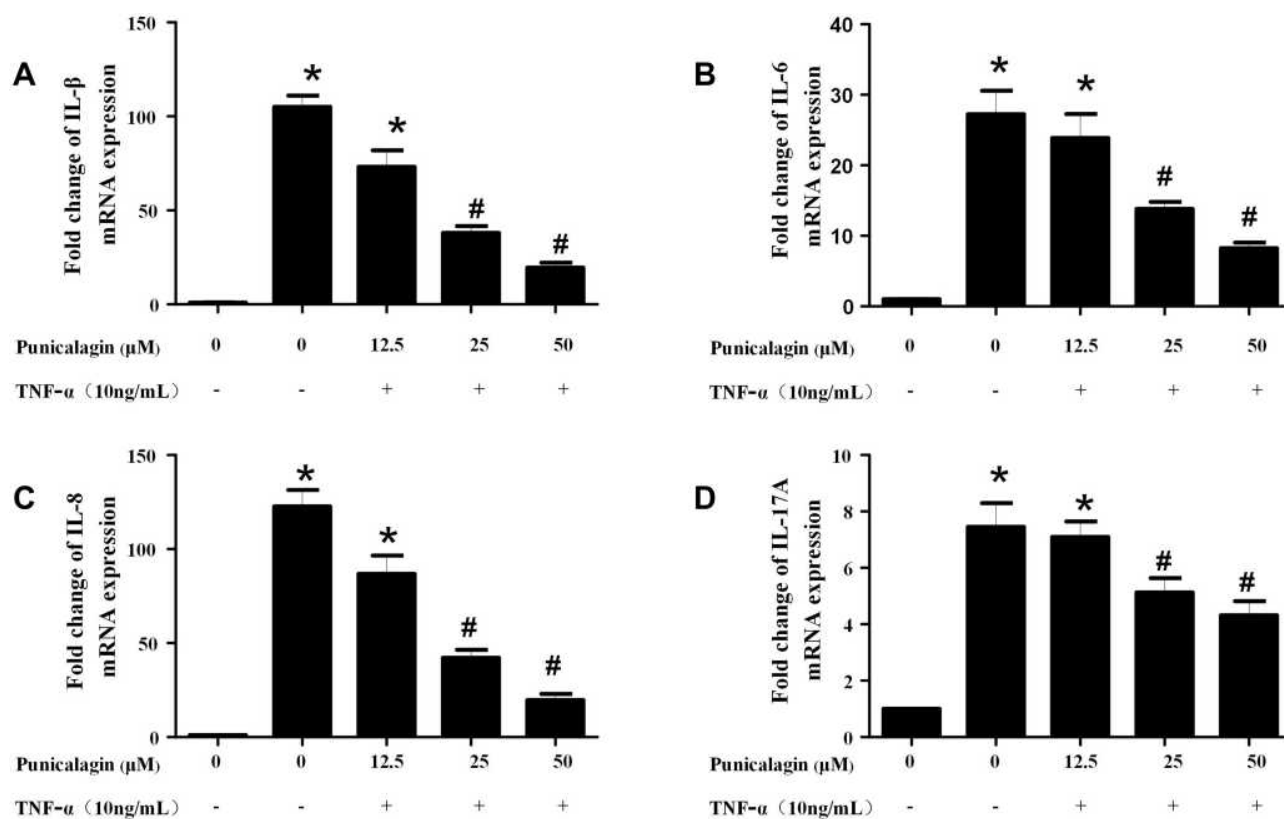 A
Fold change of IL-β
mRNA expression
150
100
50
0
*
*
#
#
Punicalagin (μM) 0 0 12.5 25 50
TNF-α（10ng/mL） - - + + +
B
Fold change of IL-6
mRNA expression
40
30
20
10
0
*
*
#
#
Punicalagin (μM) 0 0 12.5 25 50
TNF-α（10ng/mL） - - + + +
C
Fold change of IL-8
mRNA expression
150
100
50
0
*
*
#
#
Punicalagin (μM) 0 0 12.5 25 50
TNF-α（10ng/mL） - - + + +
D
Fold change of IL-17A
mRNA expression
10
8
6
4
2
0
*
*
#
#
Punicalagin (μM) 0 0 12.5 25 50
TNF-α（10ng/mL） - - + + +